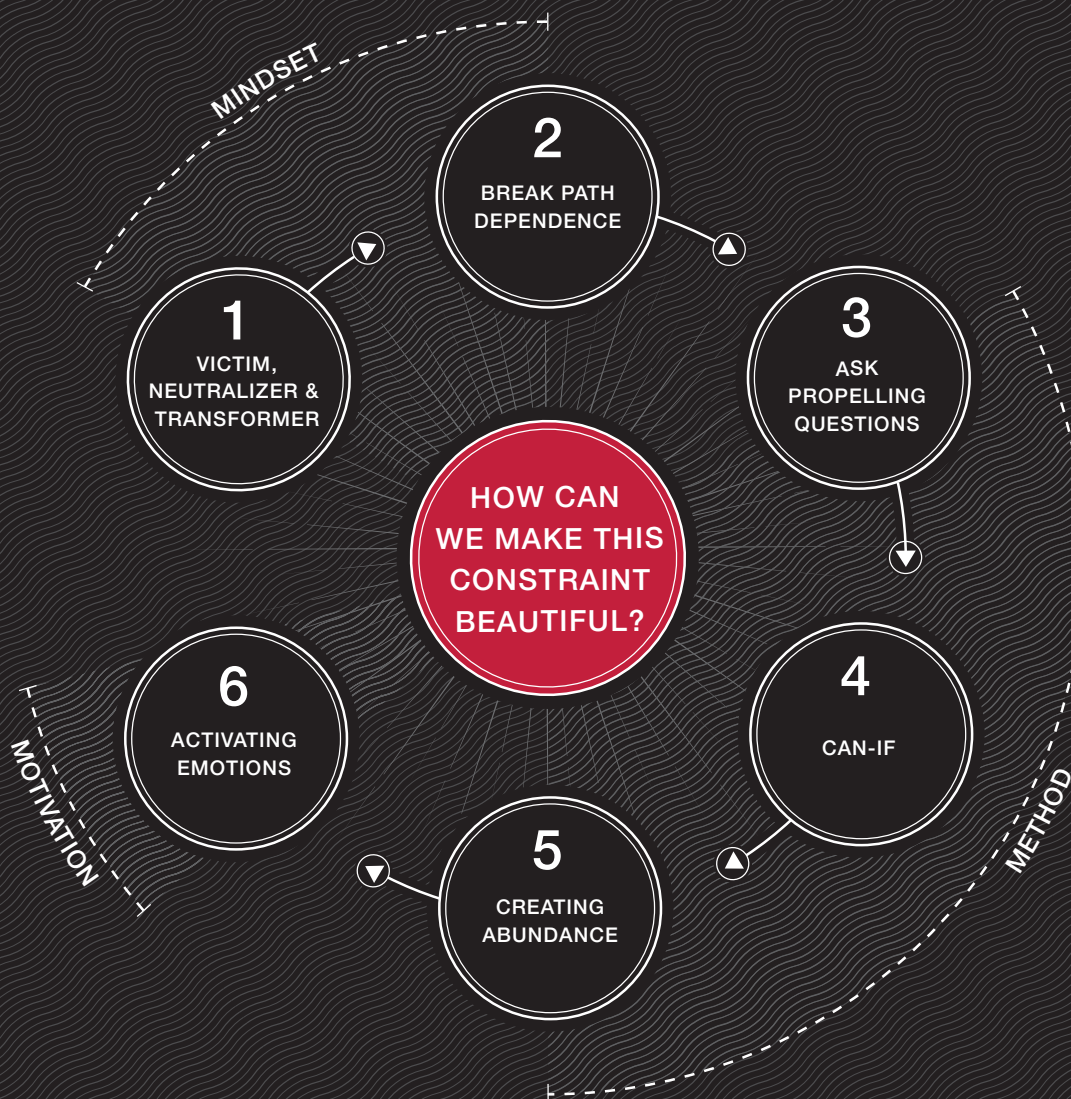 MINDSET
1
VICTIM,
NEUTRALIZER &
TRANSFORMER
2
BREAK PATH
DEPENDENCE
3
ASK
PROPELLING
QUESTIONS
HOW CAN
WE MAKE THIS
CONSTRAINT
BEAUTIFUL?
4
CAN-IF
METHOD
5
CREATING
ABUNDANCE
6
ACTIVATING
EMOTIONS
MOTIVATION